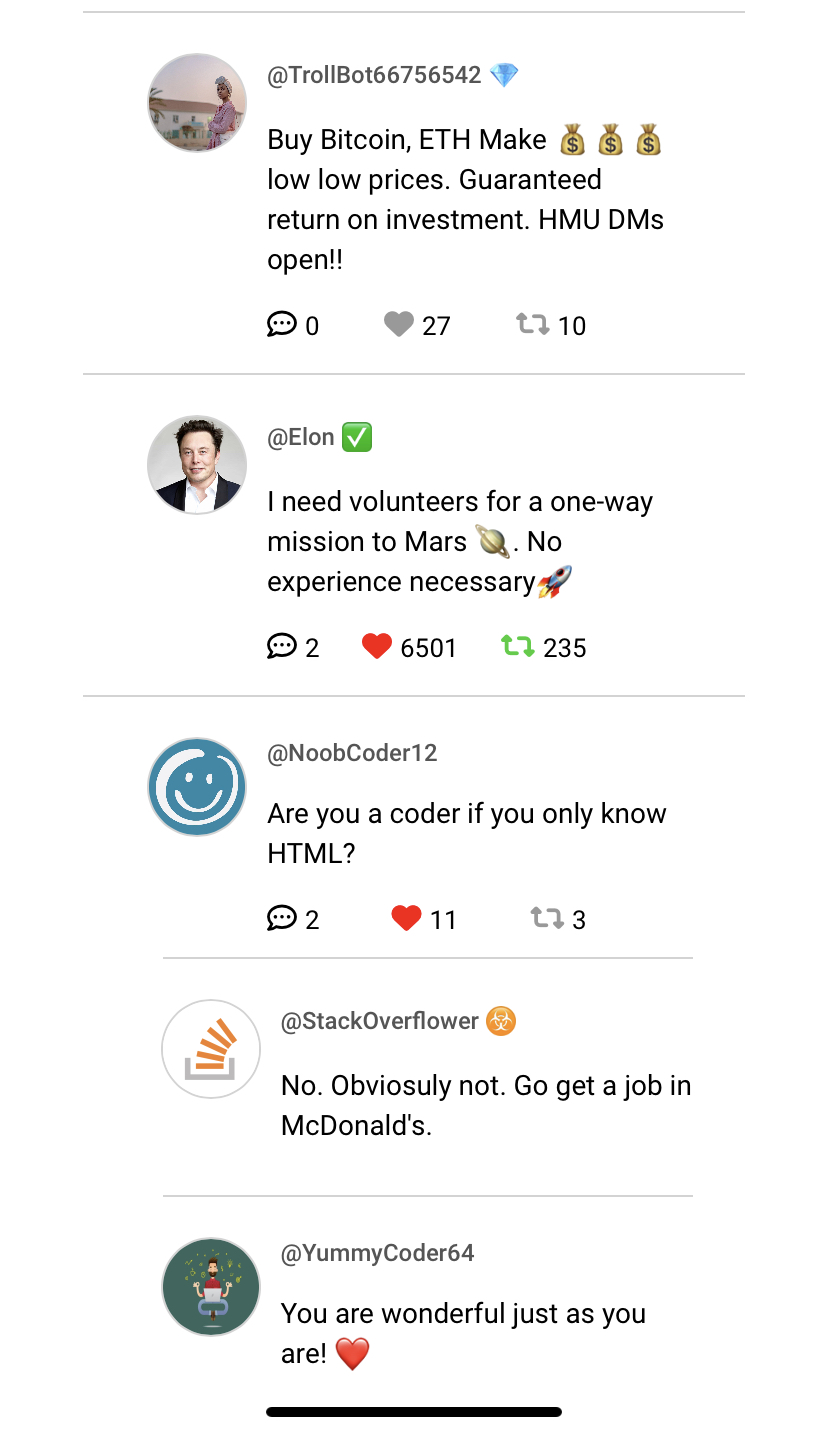 @TrollBot66756542 💎
Buy Bitcoin, ETH Make 💰 💰 💰
low low prices. Guaranteed
return on investment. HMU DMs
open!!
0 27 10
@Elon ✅
I need volunteers for a one-way
mission to Mars 🪐. No
experience necessary🚀
2 6501 235
@NoobCoder12
Are you a coder if you only know
HTML?
2 11 3
@StackOverflower ☣️
No. Obviosuly not. Go get a job in
McDonald's.
@YummyCoder64
You are wonderful just as you
are! ❤️